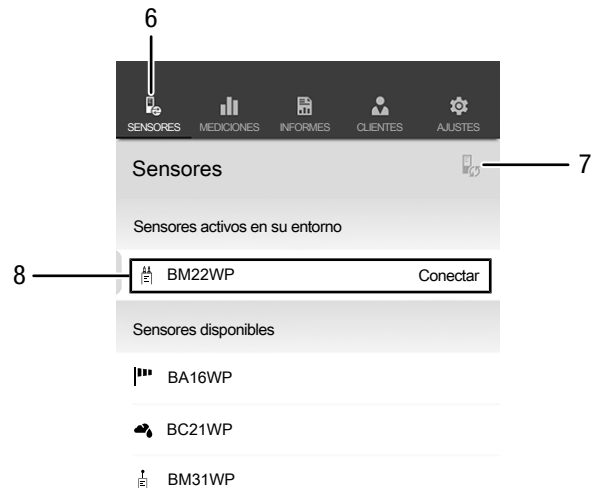 6
SENSORES MEDICIONES INFORMES CLIENTES AJUSTES
Sensores
7
Sensores activos en su entorno
8
BM22WP Conectar
Sensores disponibles
BA16WP
BC21WP
BM31WP